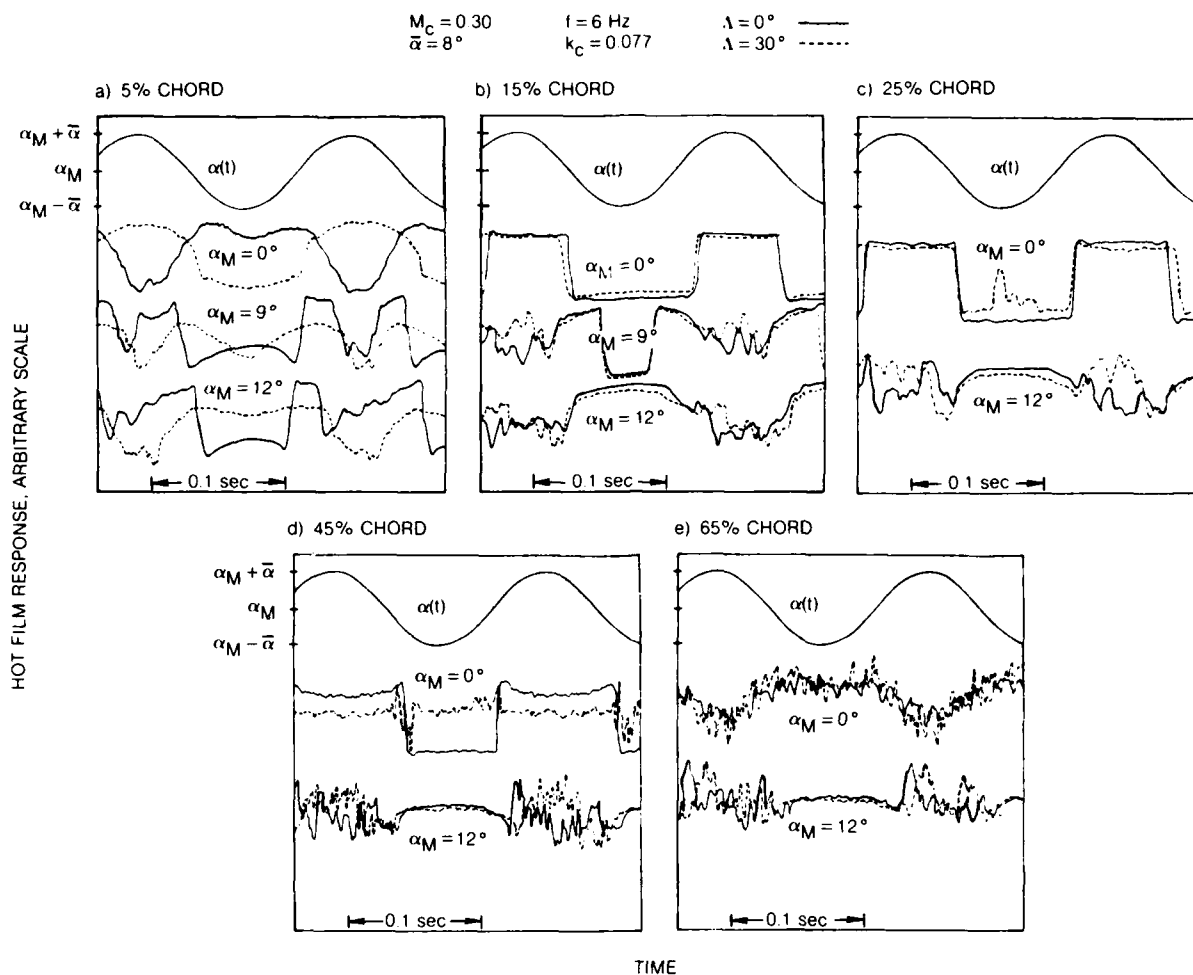 M_c = 0.30 f = 6 Hz Λ = 0°
ᾱ = 8° k_c = 0.077 Λ = 30°
a) 5% CHORD
b) 15% CHORD
c) 25% CHORD
α_M + ᾱ
α_M
α_M − ᾱ
α(t)
α_M = 0°
α_M = 9°
α_M = 12°
0.1 sec
α(t)
α_M = 0°
α_M = 9°
α_M = 12°
0.1 sec
α(t)
α_M = 0°
α_M = 12°
0.1 sec
HOT FILM RESPONSE, ARBITRARY SCALE
d) 45% CHORD
e) 65% CHORD
α_M + ᾱ
α_M
α_M − ᾱ
α(t)
α_M = 0°
α_M = 12°
0.1 sec
α(t)
α_M = 0°
α_M = 12°
0.1 sec
TIME